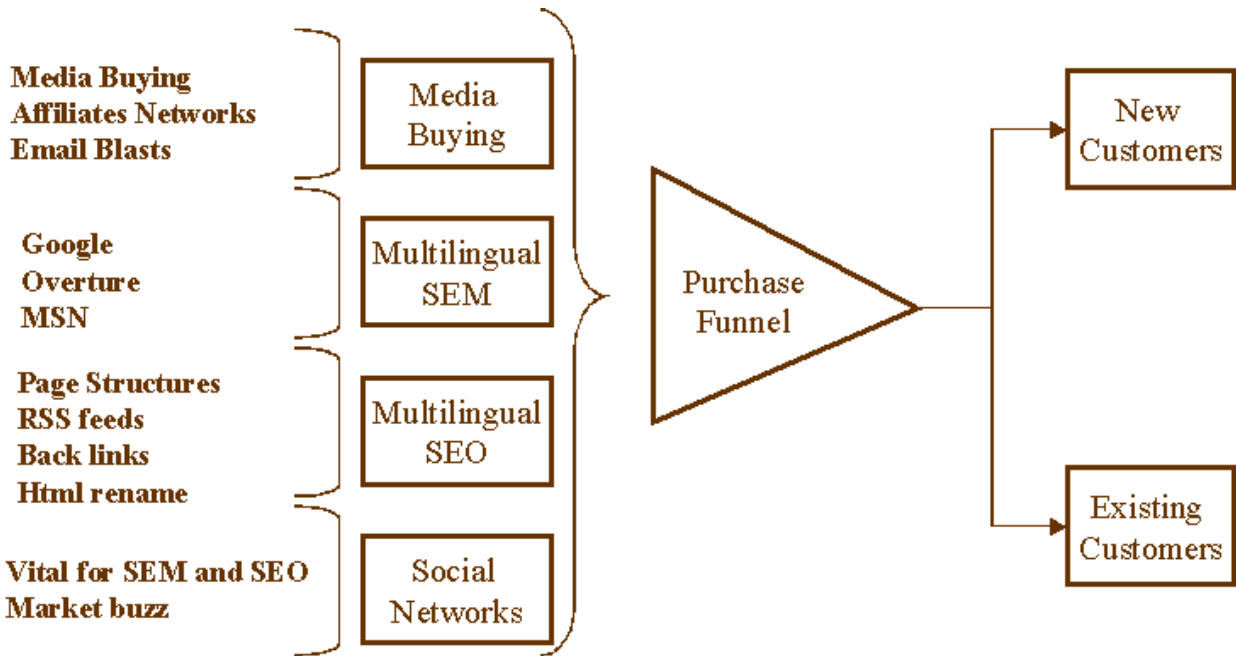 Media Buying
Affiliates Networks
Email Blasts
Media
Buying
Google
Overture
MSN
Multilingual
SEM
Page Structures
RSS feeds
Back links
Html rename
Multilingual
SEO
Vital for SEM and SEO
Market buzz
Social
Networks
Purchase
Funnel
New
Customers
Existing
Customers